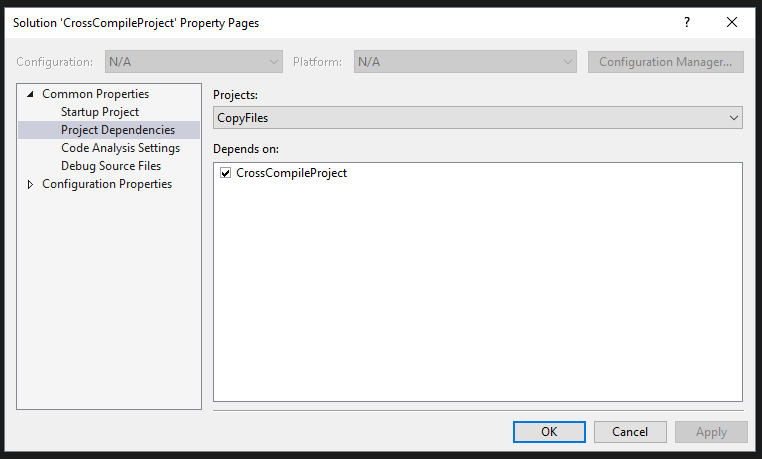 Solution 'CrossCompileProject' Property Pages
?
Configuration: N/A Platform: N/A Configuration Manager...
Common Properties
Startup Project
Project Dependencies
Code Analysis Settings
Debug Source Files
Configuration Properties
Projects:
CopyFiles
Depends on:
CrossCompileProject
OK Cancel Apply